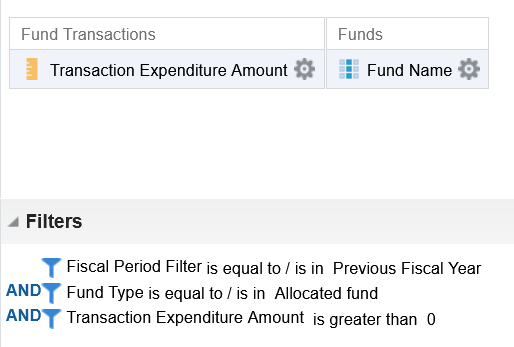 Fund Transactions Funds
Transaction Expenditure Amount Fund Name
Filters
Fiscal Period Filter is equal to / is in Previous Fiscal Year
AND Fund Type is equal to / is in Allocated fund
AND Transaction Expenditure Amount is greater than 0